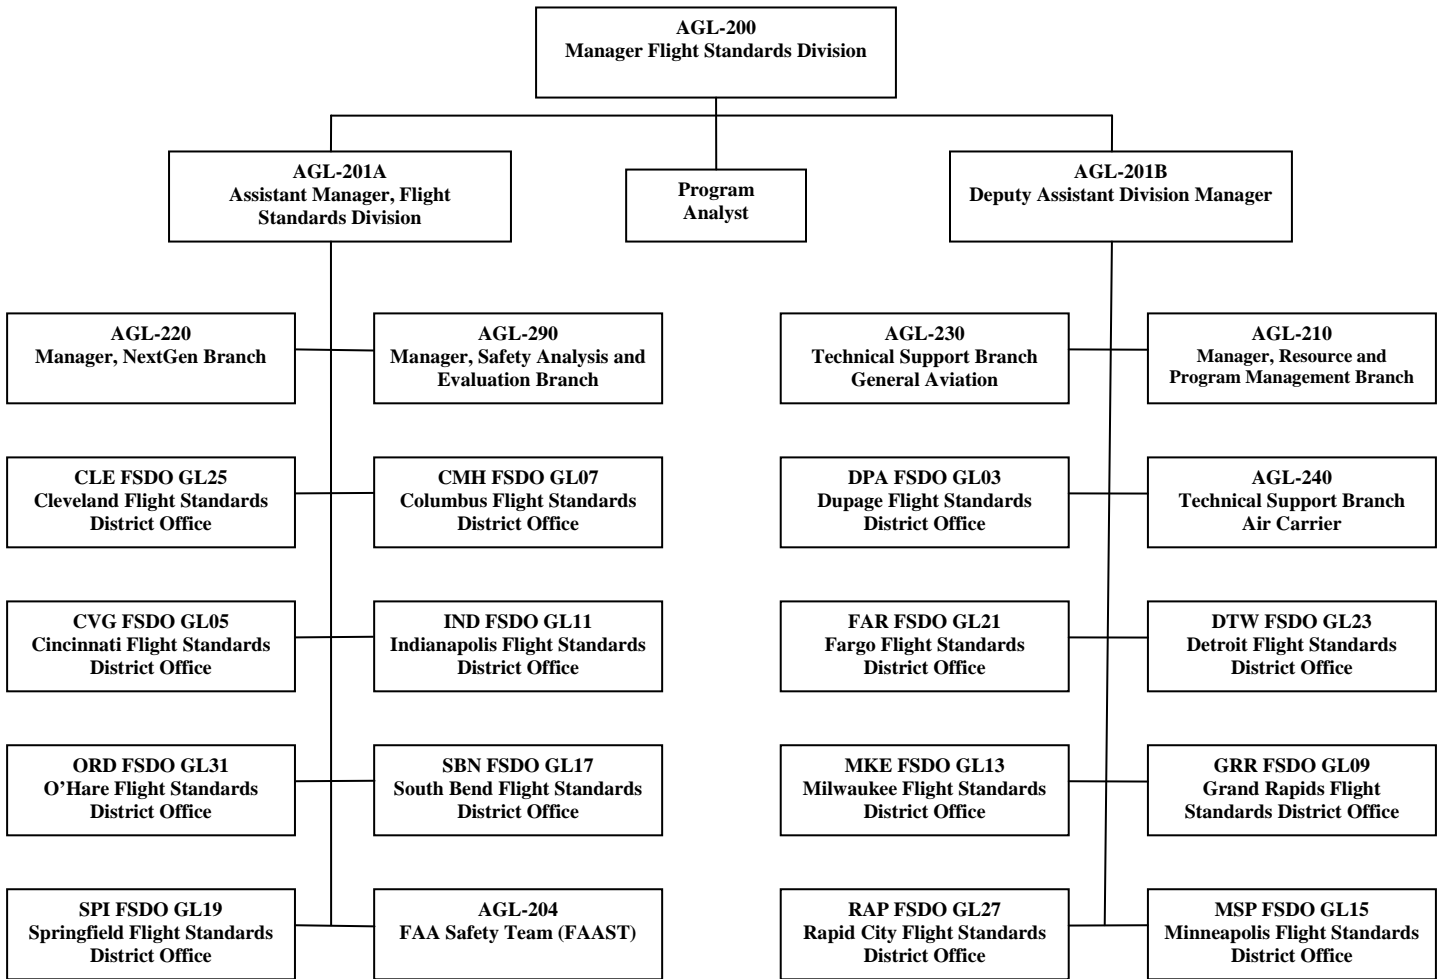 AGL-200
Manager Flight Standards Division
AGL-201A
Assistant Manager, Flight
Standards Division
Program
Analyst
AGL-201B
Deputy Assistant Division Manager
AGL-220
Manager, NextGen Branch
AGL-290
Manager, Safety Analysis and
Evaluation Branch
AGL-230
Technical Support Branch
General Aviation
AGL-210
Manager, Resource and
Program Management Branch
CLE FSDO GL25
Cleveland Flight Standards
District Office
CMH FSDO GL07
Columbus Flight Standards
District Office
DPA FSDO GL03
Dupage Flight Standards
District Office
AGL-240
Technical Support Branch
Air Carrier
CVG FSDO GL05
Cincinnati Flight Standards
District Office
IND FSDO GL11
Indianapolis Flight Standards
District Office
FAR FSDO GL21
Fargo Flight Standards
District Office
DTW FSDO GL23
Detroit Flight Standards
District Office
ORD FSDO GL31
O’Hare Flight Standards
District Office
SBN FSDO GL17
South Bend Flight Standards
District Office
MKE FSDO GL13
Milwaukee Flight Standards
District Office
GRR FSDO GL09
Grand Rapids Flight
Standards District Office
SPI FSDO GL19
Springfield Flight Standards
District Office
AGL-204
FAA Safety Team (FAAST)
RAP FSDO GL27
Rapid City Flight Standards
District Office
MSP FSDO GL15
Minneapolis Flight Standards
District Office